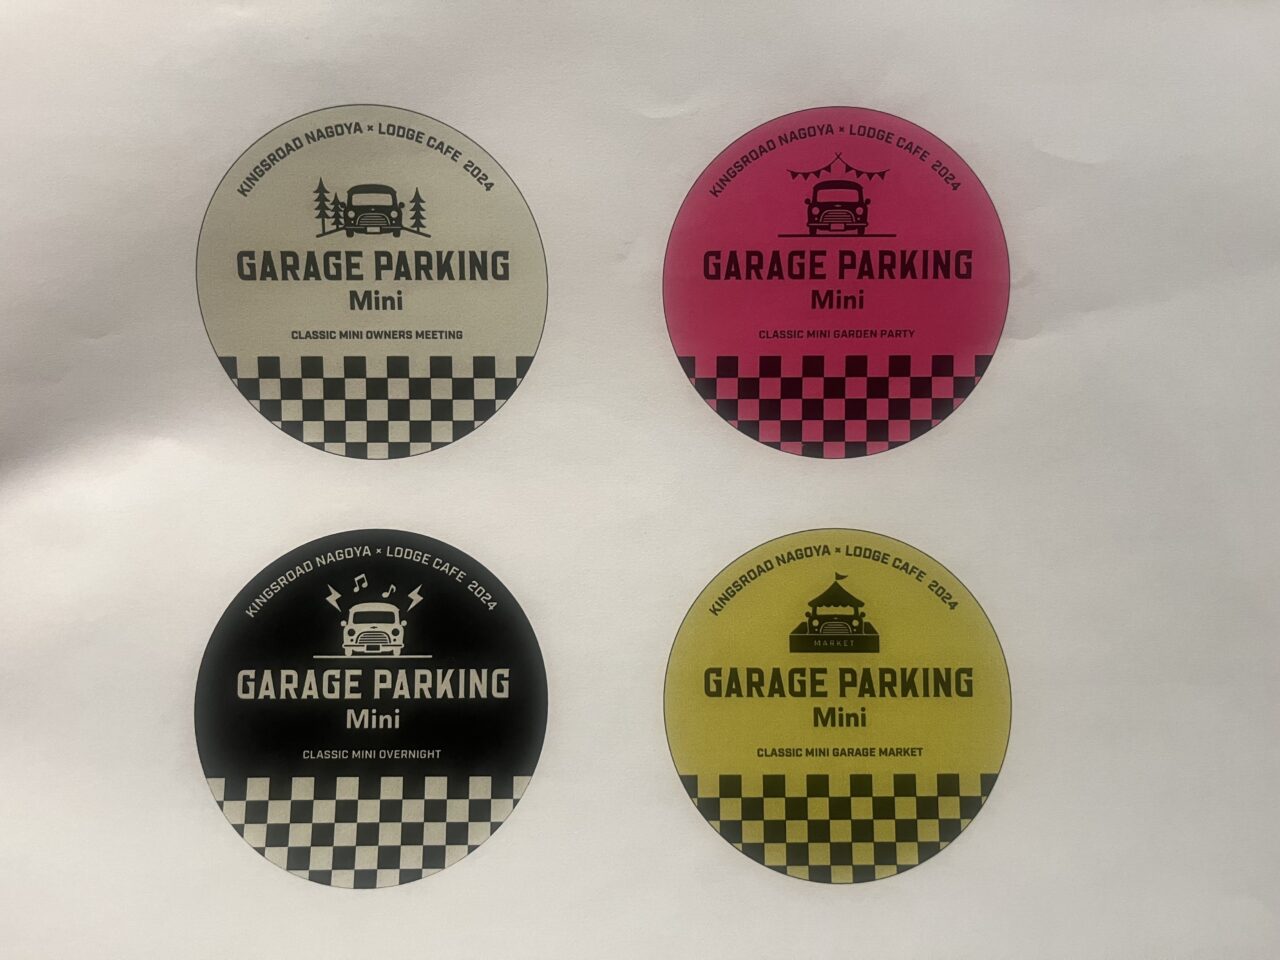 KINGSROAD NAGOYA × LODGE CAFE 2024
GARAGE PARKING
Mini
CLASSIC MINI OWNERS MEETING
KINGSROAD NAGOYA × LODGE CAFE 2024
GARAGE PARKING
Mini
CLASSIC MINI GARDEN PARTY
KINGSROAD NAGOYA × LODGE CAFE 2024
GARAGE PARKING
Mini
CLASSIC MINI OVERNIGHT
KINGSROAD NAGOYA × LODGE CAFE 2024
MARKET
GARAGE PARKING
Mini
CLASSIC MINI GARAGE MARKET